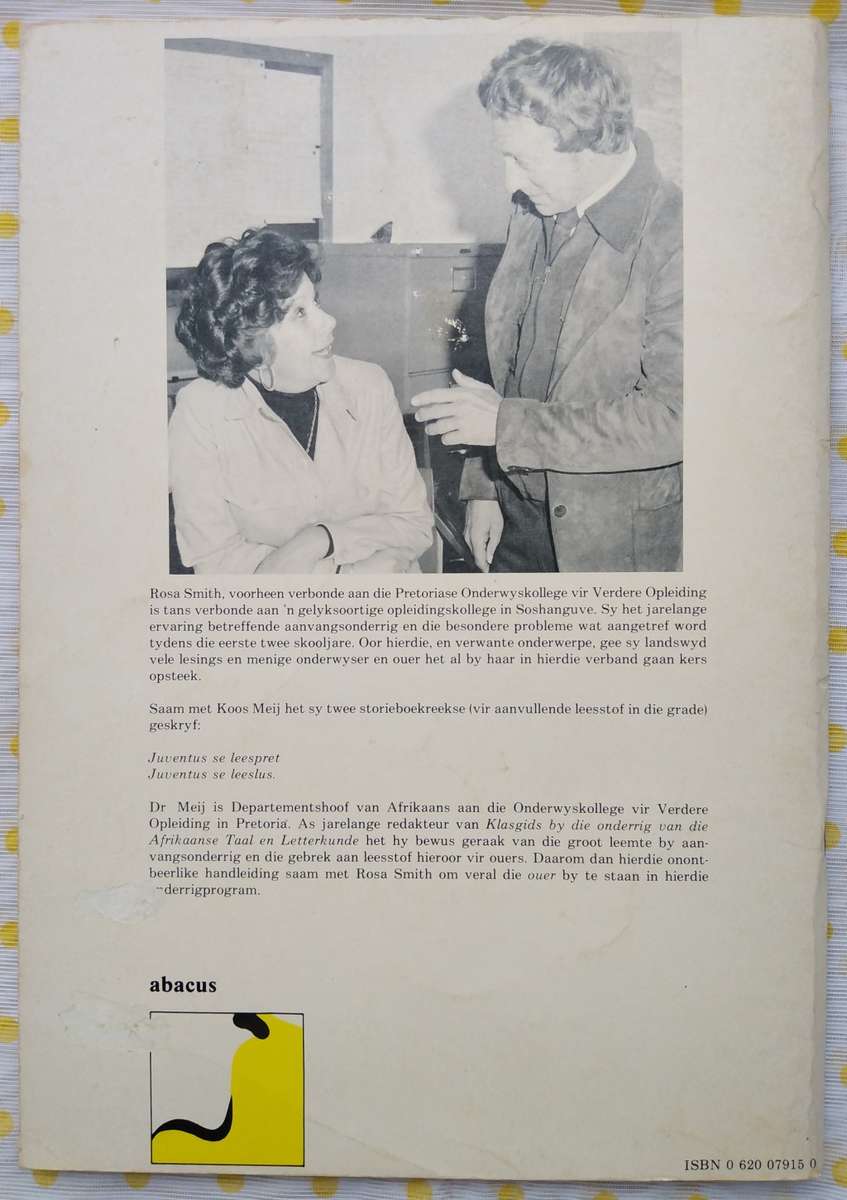 Rosa Smith, voorheen verbonde aan die Pretoriase Onderwyskollege vir Verdere Opleiding
is tans verbonde aan 'n gelyksoortige opleidingskollege in Soshanguve. Sy het jarelange
ervaring betreffende aanvangsonderrig en die besondere probleme wat aangetref word
tydens die eerste twee skooljare. Oor hierdie, en verwante onderwerpe, gee sy landswyd
vele lesings en menige onderwyser en ouer het al by haar in hierdie verband gaan kers
opsteek.
Saam met Koos Meij het sy twee storieboekreekse (vir aanvullende leesstof in die grade)
geskryf:
Juventus se leespret
Juventus se leeslus.
Dr Meij is Departementshoof van Afrikaans aan die Onderwyskollege vir Verdere
Opleiding in Pretoria. As jarelange redakteur van Klasgids by die onderrig van die
Afrikaanse Taal en Letterkunde het hy bewus geraak van die groot leemte by aan-
vangsonderrig en die gebrek aan leesstof hieroor vir ouers. Daarom dan hierdie onont-
beerlike handleiding saam met Rosa Smith om veral die ouer by te staan in hierdie
derrigprogram.
abacus
ISBN 0 620 07915 0